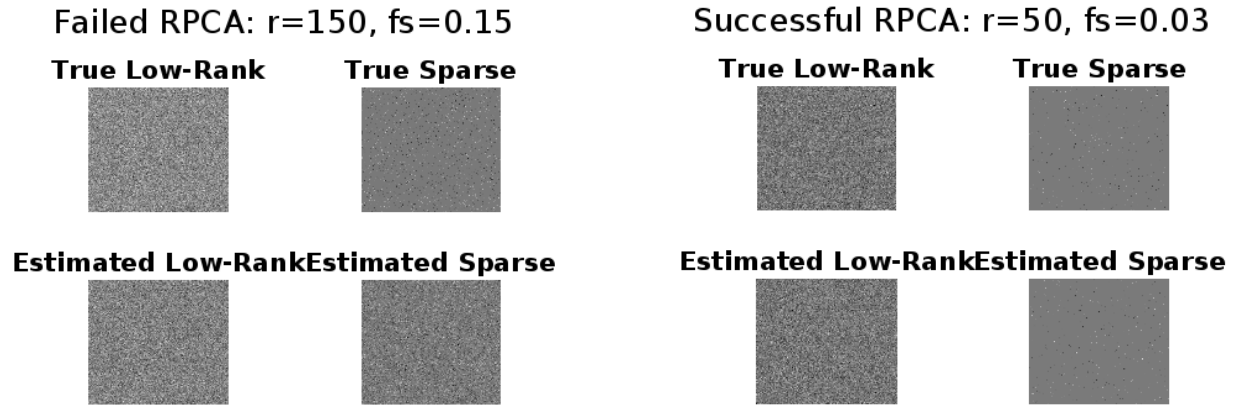 Failed RPCA: r=150, fs=0.15
True Low-Rank True Sparse
Estimated Low-RankEstimated Sparse
Successful RPCA: r=50, fs=0.03
True Low-Rank True Sparse
Estimated Low-RankEstimated Sparse